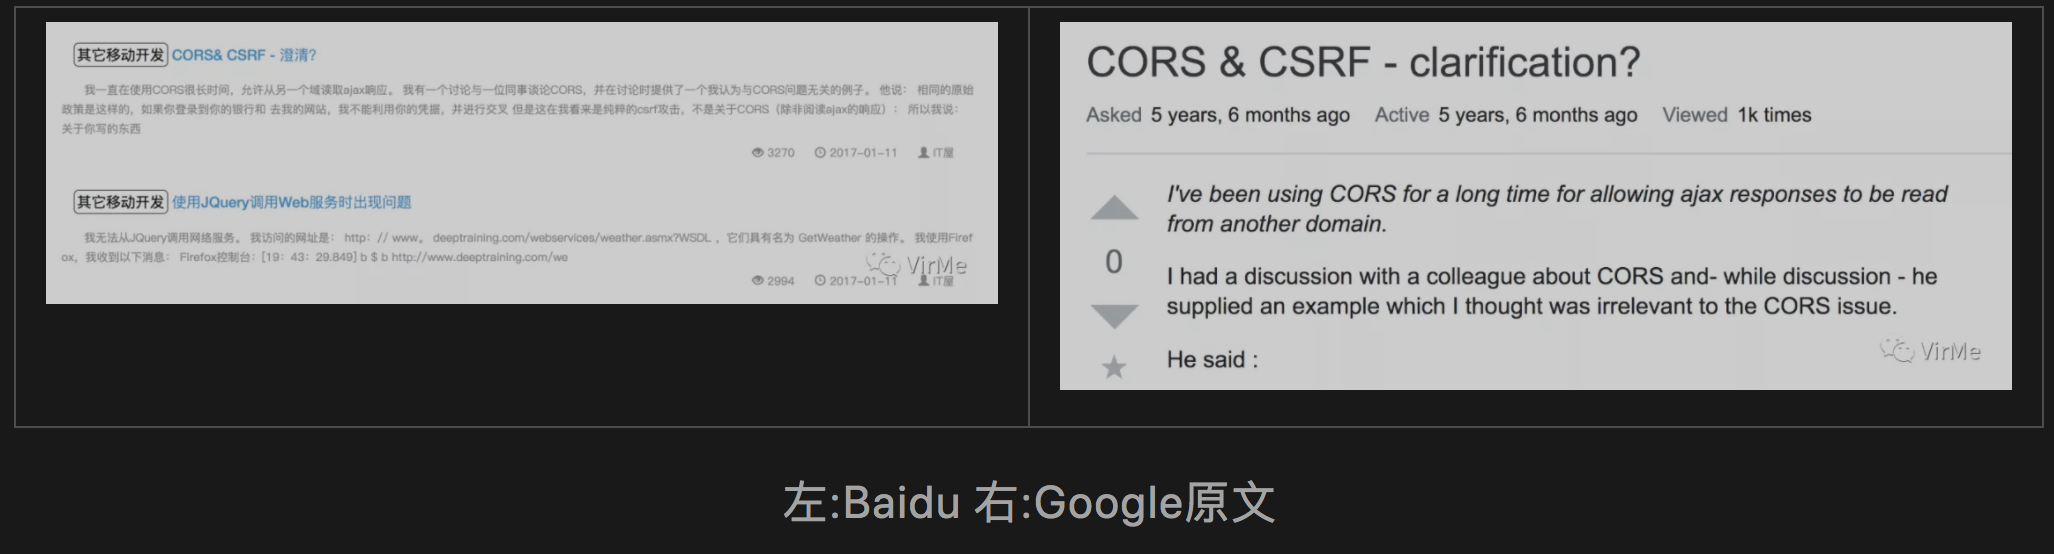 其它移动开发 CORS& CSRF - 澄清?
我一直在使用CORS很长时间，允许从另一个域读取ajax响应。 我有一个讨论与一位同事谈论CORS，并在讨论时提供了一个我认为与CORS问题无关的例子。 他说： 相同的原始
政策是这样的，如果你登录到你的银行和 去我的网站，我不能利用你的凭据，并进行交叉 但是这在我看来是纯粹的csrf攻击，不是关于CORS（除非阅读ajax的响应）： 所以我说：
关于你写的东西
3270 2017-01-11 IT屋
其它移动开发 使用JQuery调用Web服务时出现问题
我无法从JQuery调用网络服务。 我访问的网址是： http：// www。 deeptraining.com/webservices/weather.asmx?WSDL ，它们具有名为 GetWeather 的操作。 我使用Firef
ox，我收到以下消息： Firefox控制台：[19：43：29.849] b $ b http://www.deeptraining.com/we
VirMe
2994 2017-01-11 IT屋
CORS & CSRF - clarification?
Asked 5 years, 6 months ago Active 5 years, 6 months ago Viewed 1k times
I've been using CORS for a long time for allowing ajax responses to be read
from another domain.
0
I had a discussion with a colleague about CORS and- while discussion - he
supplied an example which I thought was irrelevant to the CORS issue.
He said :
VirMe
左:Baidu 右:Google原文